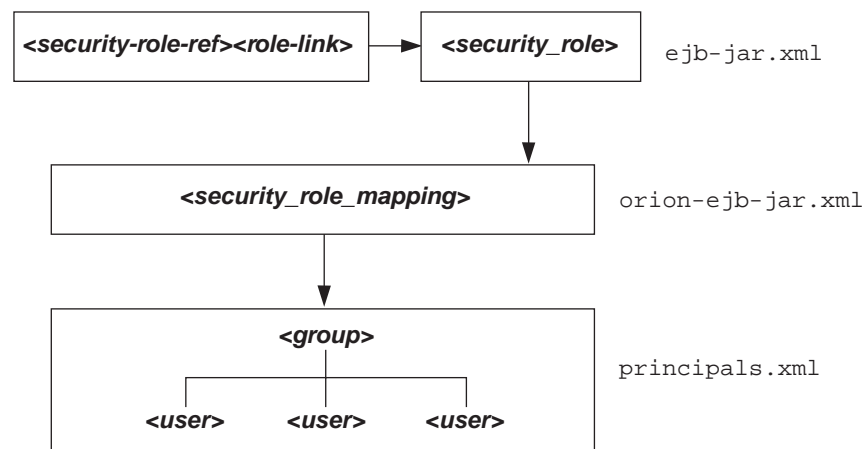 <security-role-ref><role-link>
<security_role>
ejb-jar.xml
<security_role_mapping>
orion-ejb-jar.xml
<group>
principals.xml
<user> <user> <user>